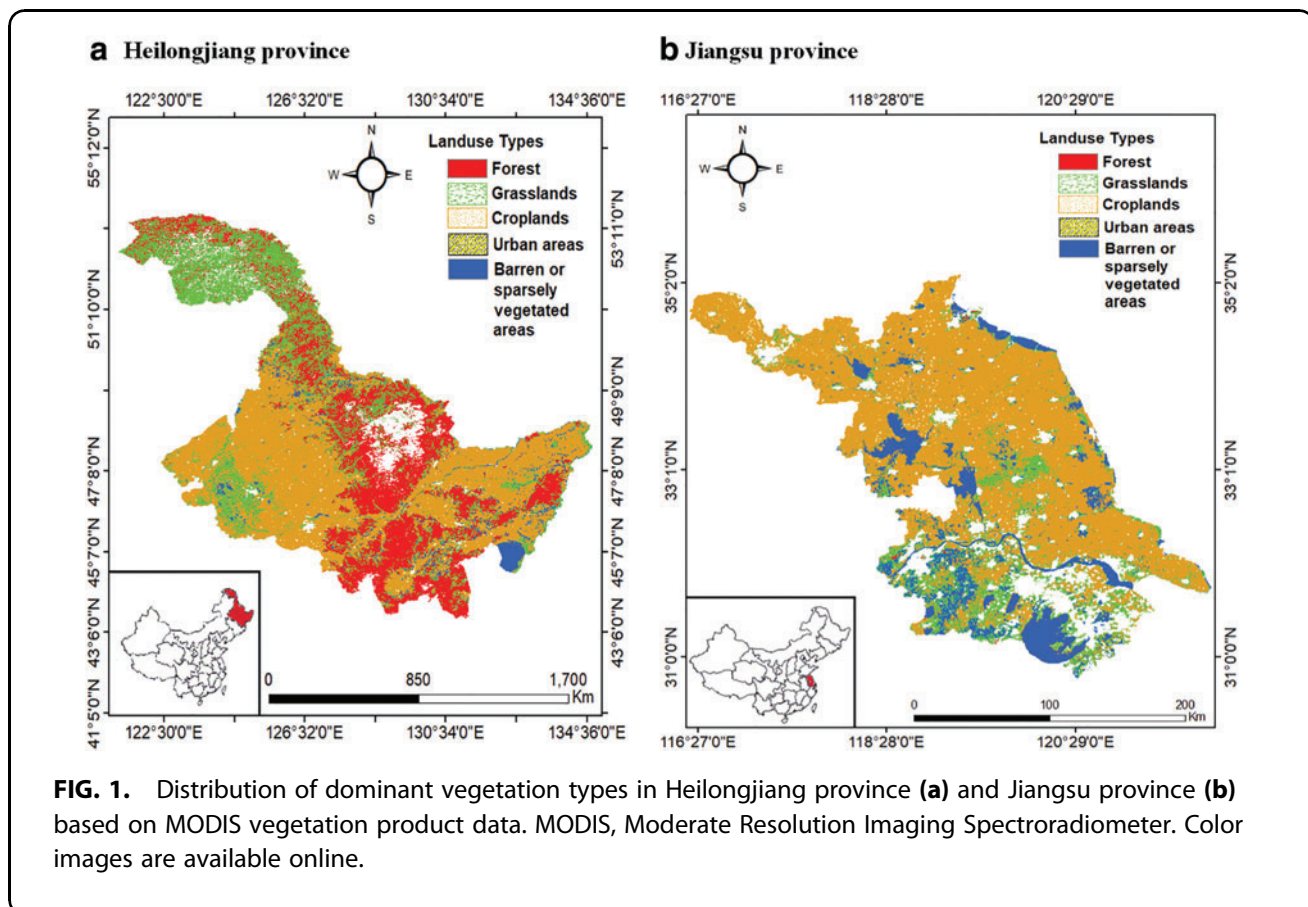 a Heilongjiang province
122°30'0"E 126°32'0"E 130°34'0"E 134°36'0"E
55°12'0"N
51°10'0"N
47°8'0"N
45°7'0"N
43°6'0"N
41°5'0"N
N
W E
S
Landuse Types
Forest
Grasslands
Croplands
Urban areas
Barren or
sparsely
vegetated
areas
53°11'0"N
49°9'0"N
47°8'0"N
45°7'0"N
43°6'0"N
0 850 1,700
Km
122°30'0"E 126°32'0"E 130°34'0"E 134°36'0"E
b Jiangsu province
116°27'0"E 118°28'0"E 120°29'0"E
35°2'0"N
33°1'0"N
31°0'0"N
N
W E
S
Landuse Types
Forest
Grasslands
Croplands
Urban areas
Barren or
sparsely
vegetated
areas
35°2'0"N
33°1'0"N
31°0'0"N
0 100 200
Km
116°27'0"E 118°28'0"E 120°29'0"E
FIG. 1. Distribution of dominant vegetation types in Heilongjiang province (a) and Jiangsu province (b)
based on MODIS vegetation product data. MODIS, Moderate Resolution Imaging Spectroradiometer. Color
images are available online.